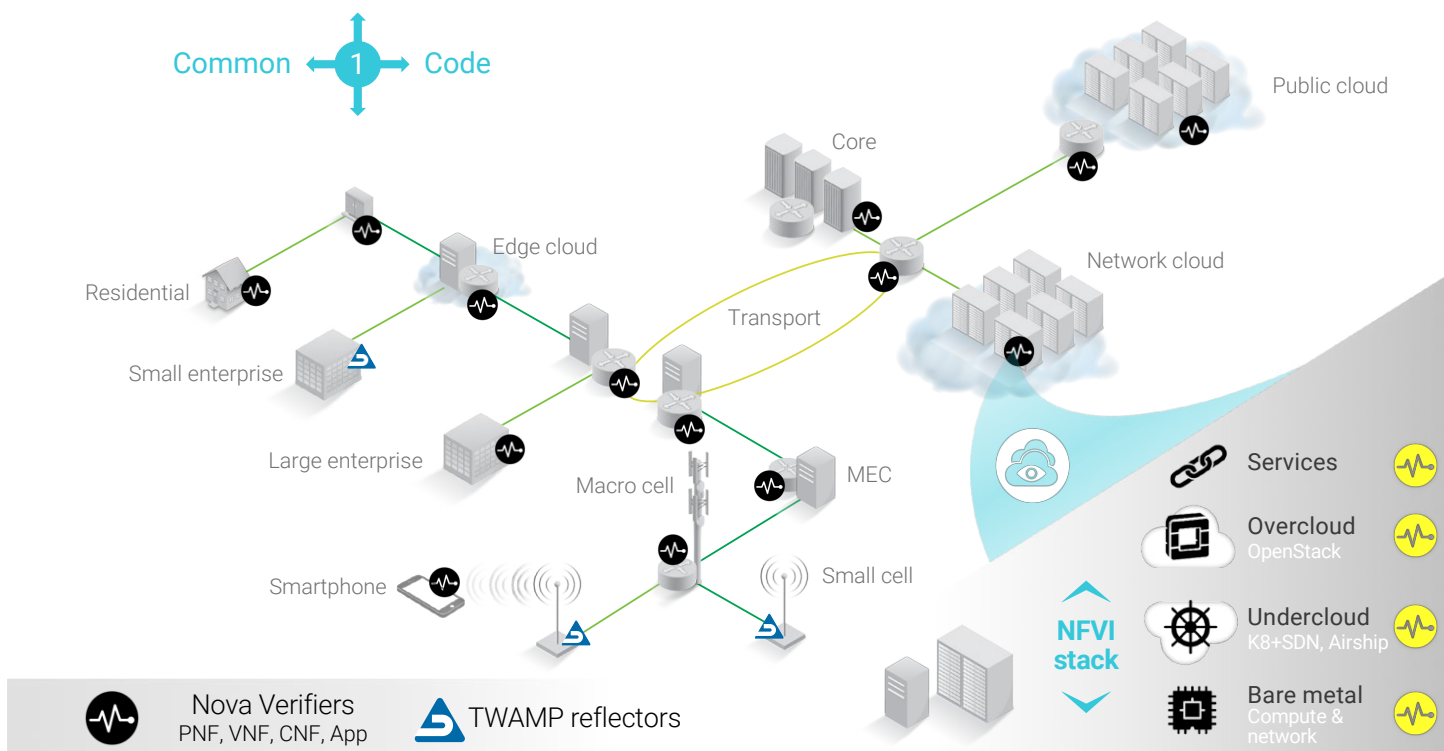 Common 1 Code
Public cloud
Core
Edge cloud
Network cloud
Residential
Transport
Small enterprise
Large enterprise
Macro cell
MEC
Smartphone
Small cell
Services
Overcloud
OpenStack
NFVI
stack
Undercloud
K8+SDN, Airship
Bare metal
Compute &
network
Nova Verifiers
PNF, VNF, CNF, App
TWAMP reflectors